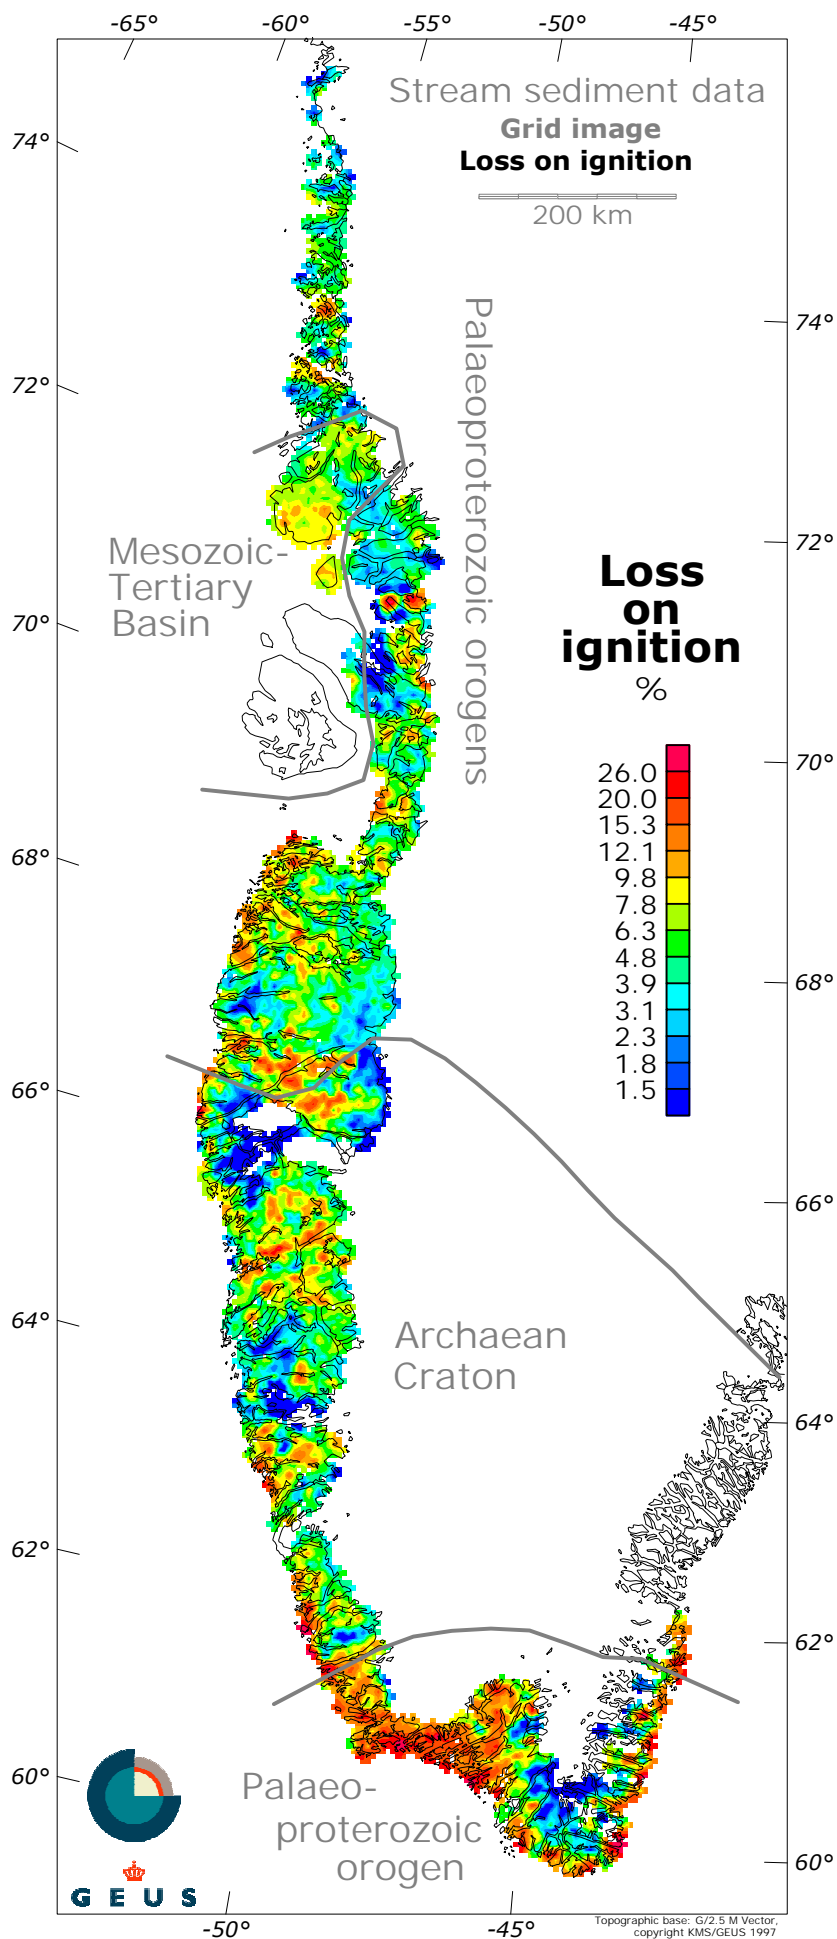 -65° -60° -55° -50° -45°
Stream sediment data
Grid image
Loss on ignition
200 km
74°
72°
70°
68°
66°
64°
62°
60°
74°
72°
70°
68°
66°
64°
62°
60°
Palaeoproterozoic orogens
Mesozoic-
Tertiary
Basin
Loss
on
ignition
%
26.0
20.0
15.3
12.1
9.8
7.8
6.3
4.8
3.9
3.1
2.3
1.8
1.5
Archaean
Craton
Palaeo-
proterozoic
orogen
G E U S
-50° -45°
Topographic base: G/2.5 M Vector,
copyright KMS/GEUS 1997